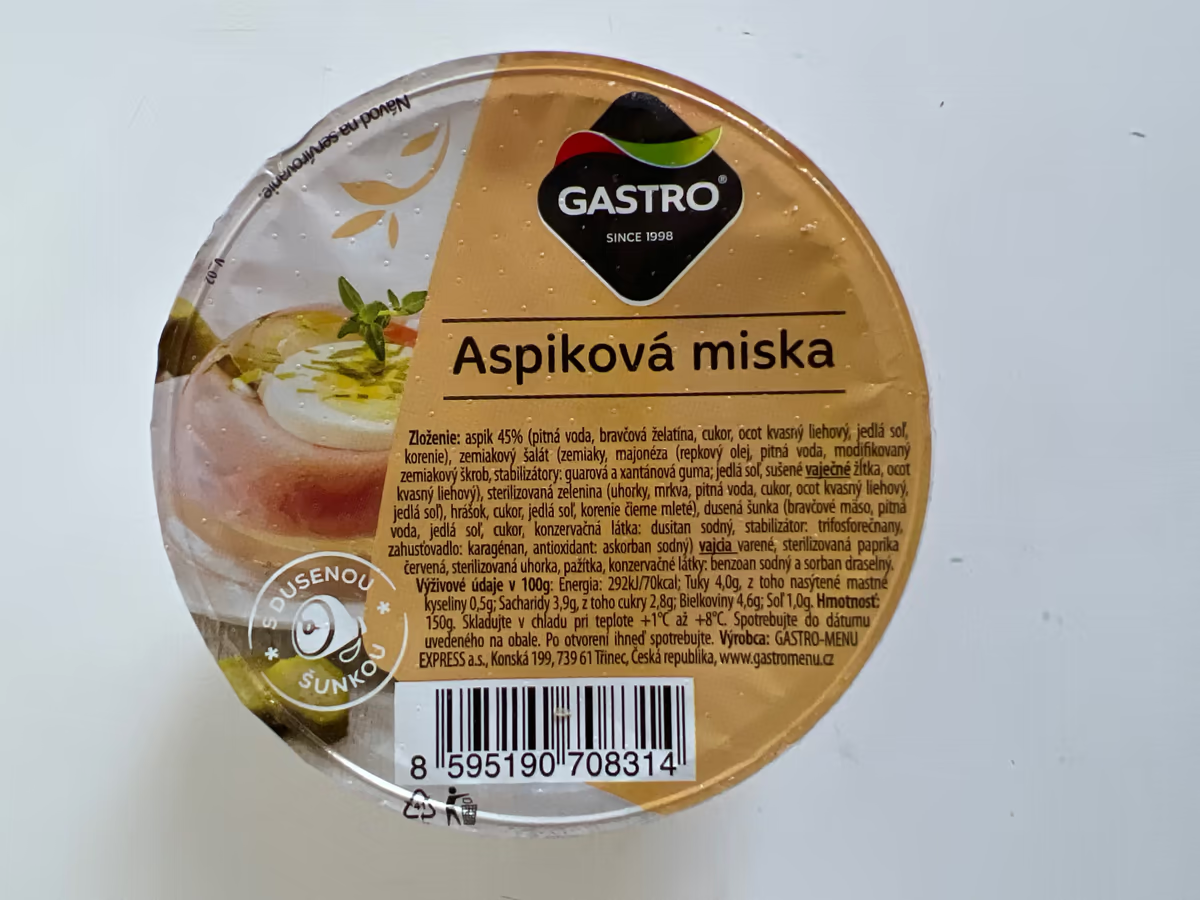 Návod na servírovanie.
V_02
GASTRO®
SINCE 1998
Aspiková miska
Zloženie: aspik 45% (pitná voda, bravčová želatína, cukor, ocot kvasný liehový, jedlá soľ,
korenie), zemiakový šalát (zemiaky, majonéza (repkový olej, pitná voda, modifikovaný
zemiakový škrob, stabilizátory: guarová a xantánová guma; jedlá soľ, sušené vaječné žĺtka, ocot
kvasný liehový), sterilizovaná zelenina (uhorky, mrkva, pitná voda, cukor, ocot kvasný liehový,
jedlá soľ), hrášok, cukor, jedlá soľ, korenie čierne mleté), dusená šunka (bravčové mäso, pitná
voda, jedlá soľ, cukor, konzervačná látka: dusitan sodný, stabilizátor: trifosforečnany,
zahusťovadlo: karagénan, antioxidant: askorban sodný) vajcia varené, sterilizovaná paprika
červená, sterilizovaná uhorka, pažítka, konzervačné látky: benzoan sodný a sorban draselný.
Výživové údaje v 100g: Energia: 292kJ/70kcal; Tuky 4,0g, z toho nasýtené mastné
kyseliny 0,5g; Sacharidy 3,9g, z toho cukry 2,8g; Bielkoviny 4,6g; Soľ 1,0g. Hmotnosť:
150g. Skladujte v chladu pri teplote +1°C až +8°C. Spotrebujte do dátumu
uvedeného na obale. Po otvorení ihneď spotrebujte. Výrobca: GASTRO-MENU
EXPRESS a.s., Konská 199, 739 61 Třinec, Česká republika, www.gastromenu.cz
* S DUSENOU *
ŠUNKOU
8 595190 708314
41